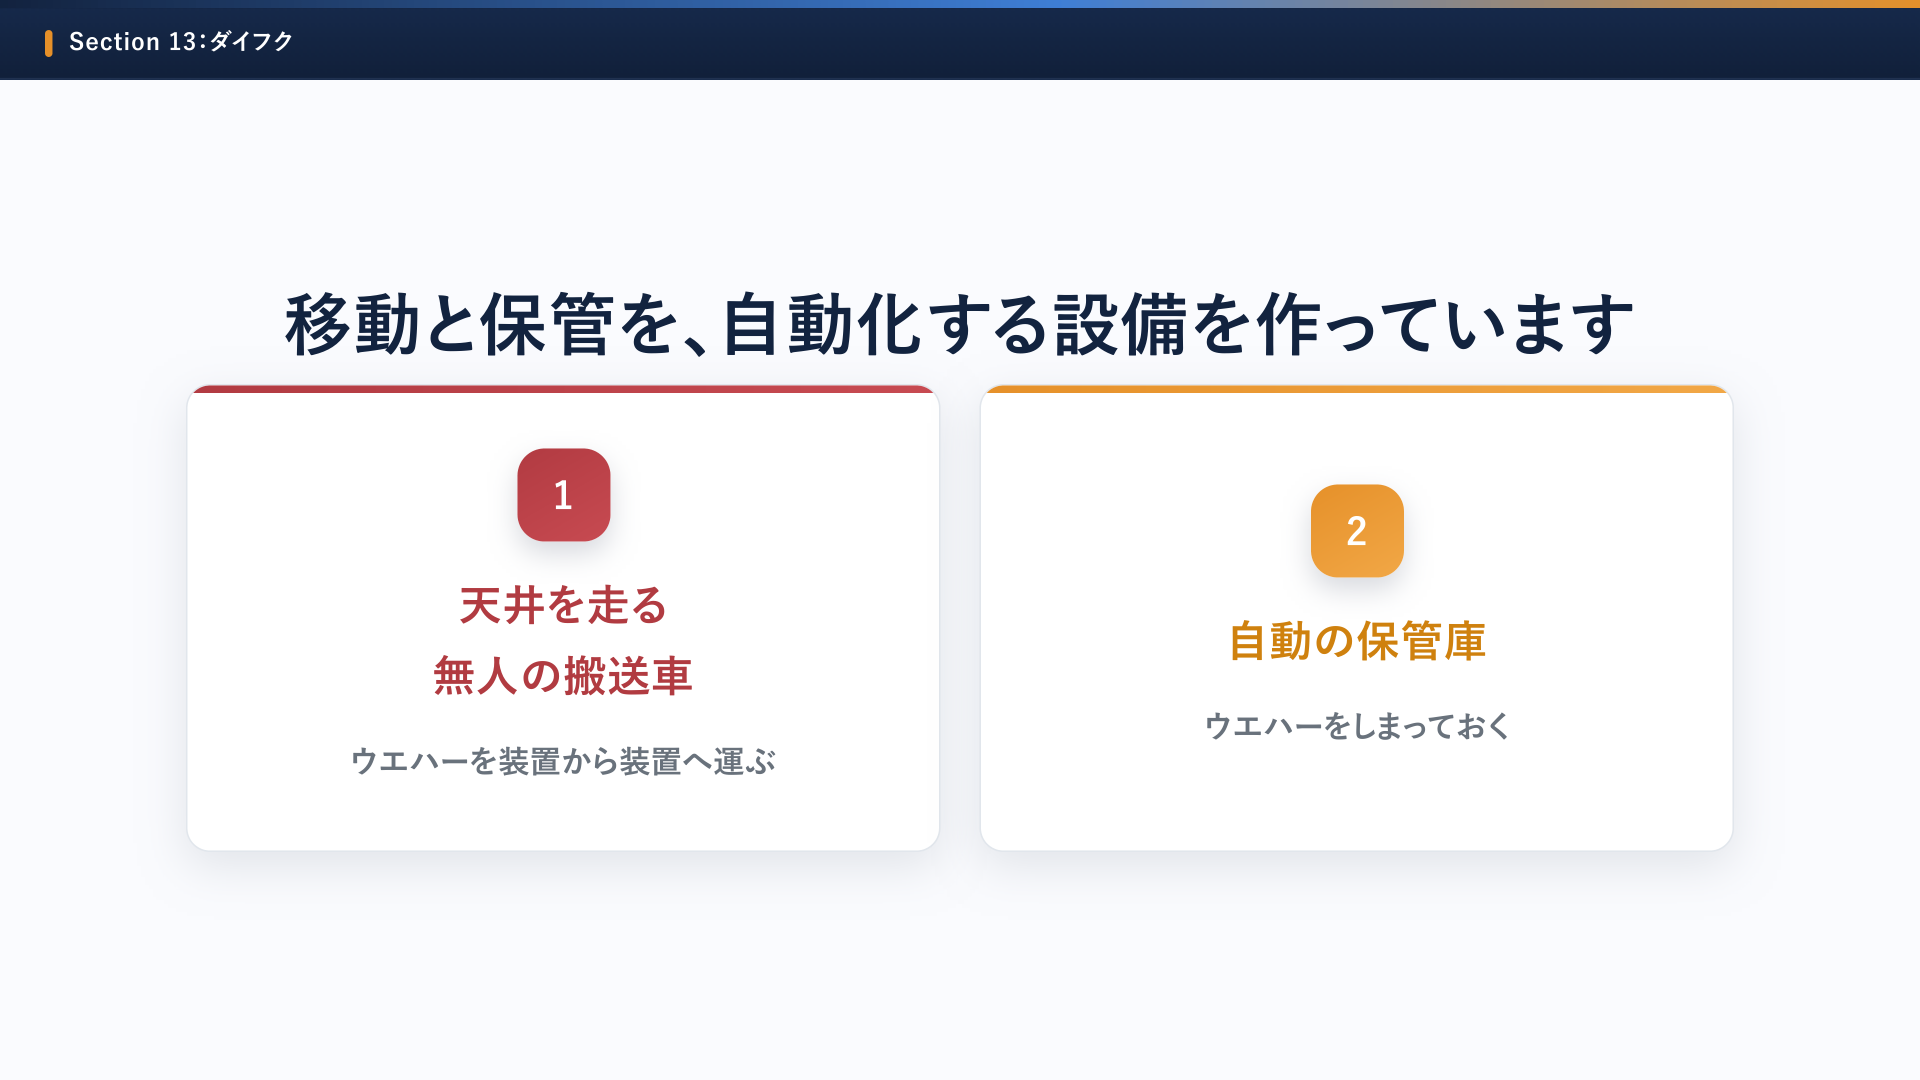 Section 13：ダイフク
移動と保管を、自動化する設備を作っています
1
天井を走る
無人の搬送車
ウエハーを装置から装置へ運ぶ
2
自動の保管庫
ウエハーをしまっておく